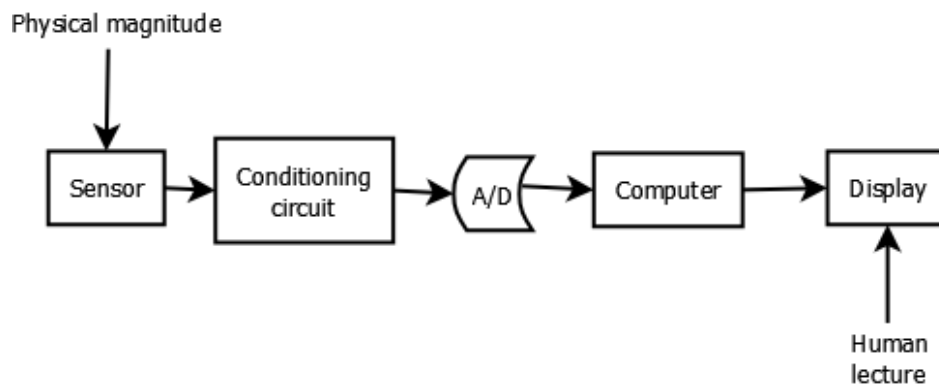 Physical magnitude
Sensor
Conditioning
circuit
A/D
Computer
Display
Human
lecture